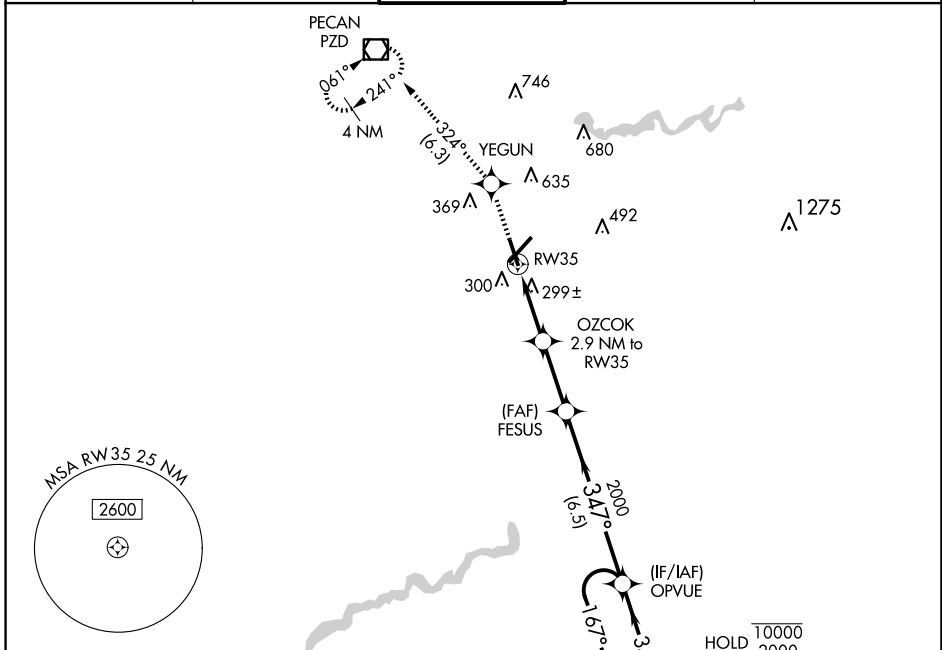 PECAN
PZD
061°
241°
4 NM
324°
(6.3)
746
680
YEGUN
635
369
492
1275
RW35
300
299±
OZCOK
2.9 NM to
RW35
(FAF)
FESUS
MSA RW35 25 NM
2600
2000
347°
(6.5)
(IF/IAF)
OPVUE
167°
HOLD
10000